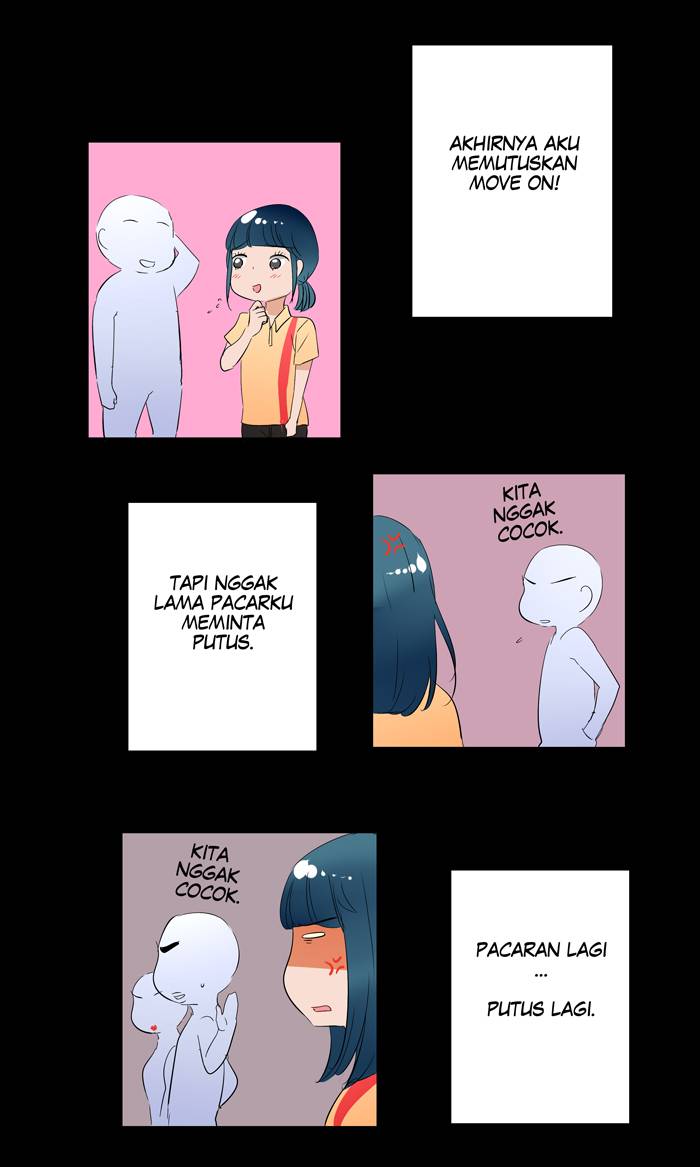 AKHIRNYA AKU
MEMUTUSKAN
MOVE ON!
KITA
NGGAK
COCOK.
TAPI NGGAK
LAMA PACARKU
MEMINTA
PUTUS.
KITA
NGGAK
COCOK.
PACARAN LAGI
...
PUTUS LAGI.